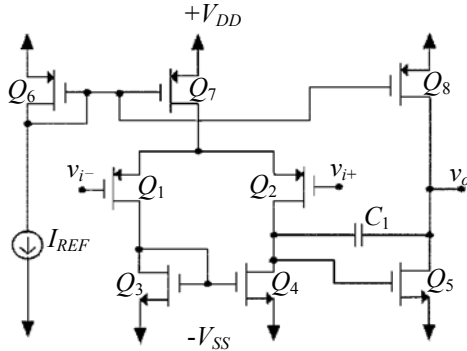 +V_DD
Q_6
Q_7
Q_8
v_i−
Q_1
Q_2
v_i+
v_o
C_1
I_REF
Q_3
Q_4
Q_5
-V_SS